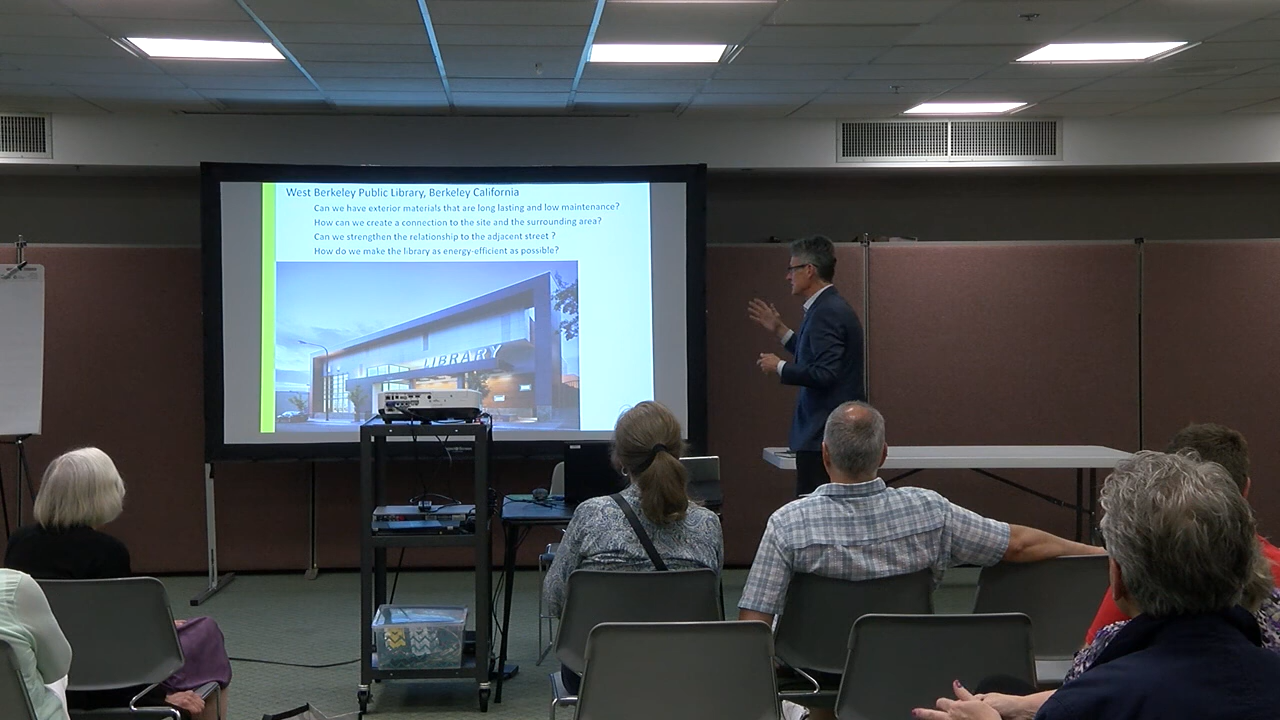 West Berkeley Public Library, Berkeley California
Can we have exterior materials that are long lasting and low maintenance?
How can we create a connection to the site and the surrounding area?
Can we strengthen the relationship to the adjacent street ?
How do we make the library as energy-efficient as possible?
LIBRARY